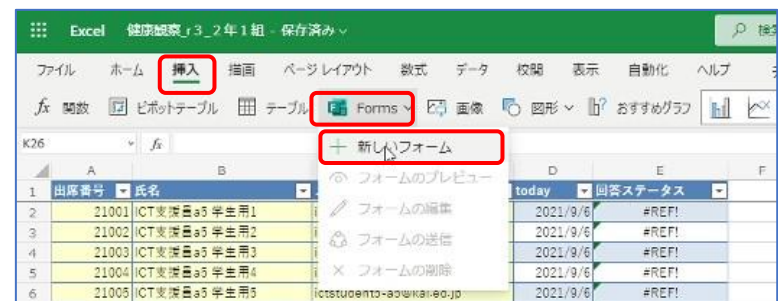 Excel 健康観察_r3_2年1組 - 保存済み
ファイル ホーム 挿入 描画 ページ レイアウト 数式 データ 校閲 表示 自動化 ヘルプ
fx 関数 ピボットテーブル テーブル Forms 画像 図形 おすすめグラフ
K26 fx
新しいフォーム
フォームのプレビュー
フォームの編集
フォームの送信
フォームの削除
A B D E F
1 出席番号 氏名 today 回答ステータス
2 21001 ICT支援員a5 学生用1 2021/9/6 #REF!
3 21002 ICT支援員a5 学生用2 2021/9/6 #REF!
4 21003 ICT支援員a5 学生用3 2021/9/6 #REF!
5 21004 ICT支援員a5 学生用4 2021/9/6 #REF!
6 21005 ICT支援員a5 学生用5 2021/9/6 #REF!